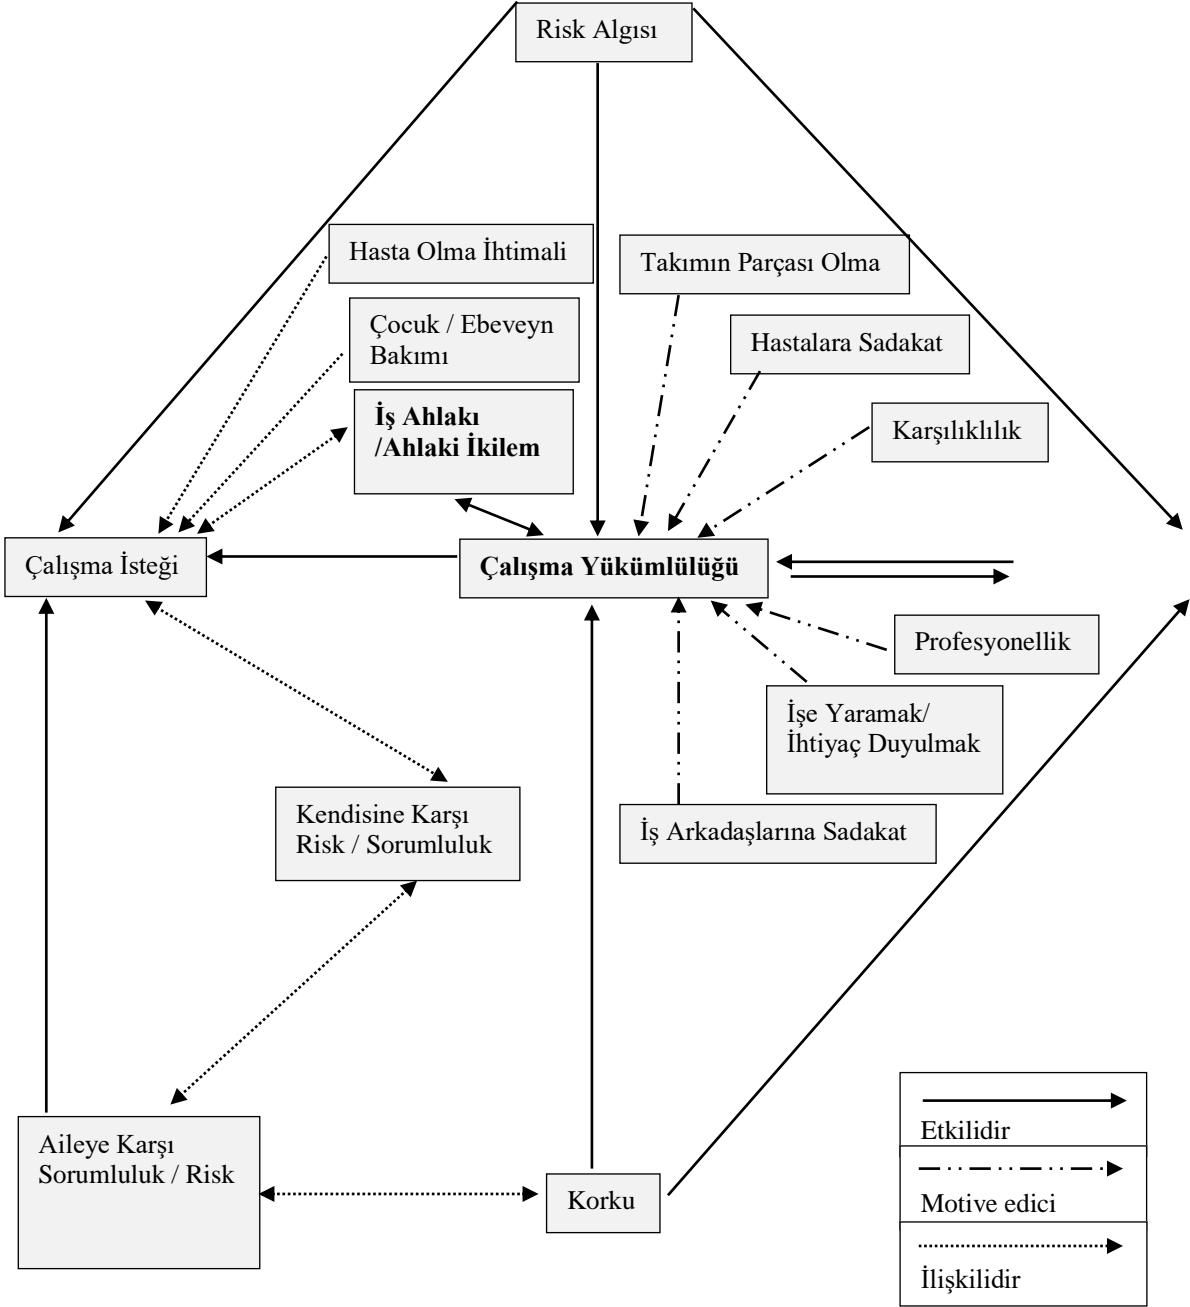 Risk Algısı
Hasta Olma İhtimali
Takımın Parçası Olma
Çocuk / Ebeveyn
Bakımı
Hastalara Sadakat
İş Ahlakı
/Ahlaki İkilem
Karşılıklılık
Çalışma İsteği
Çalışma Yükümlülüğü
Profesyonellik
İşe Yaramak/
İhtiyaç Duyulmak
Kendisine Karşı
Risk / Sorumluluk
İş Arkadaşlarına Sadakat
Aileye Karşı
Sorumluluk / Risk
Korku
Etkilidir
Motive edici
İlişkilidir